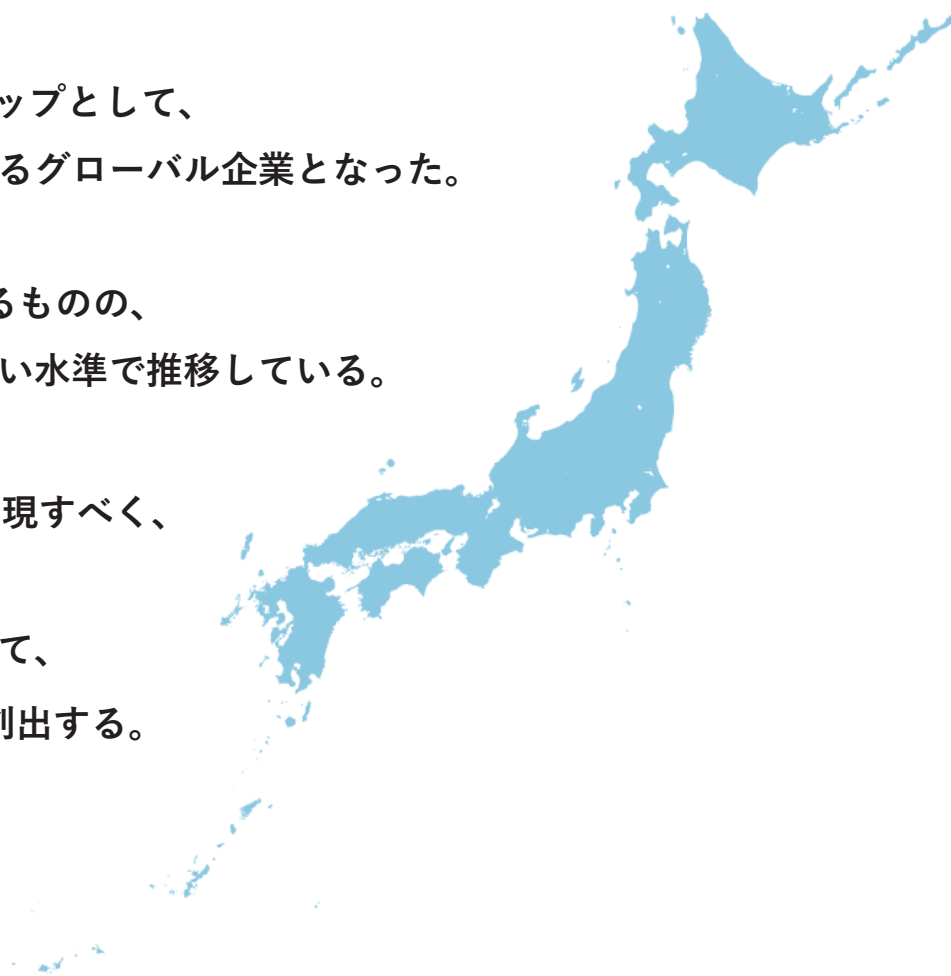 ップとして、
るグローバル企業となった。
るものの、
い水準で推移している。
現すべく、
て、
出する。